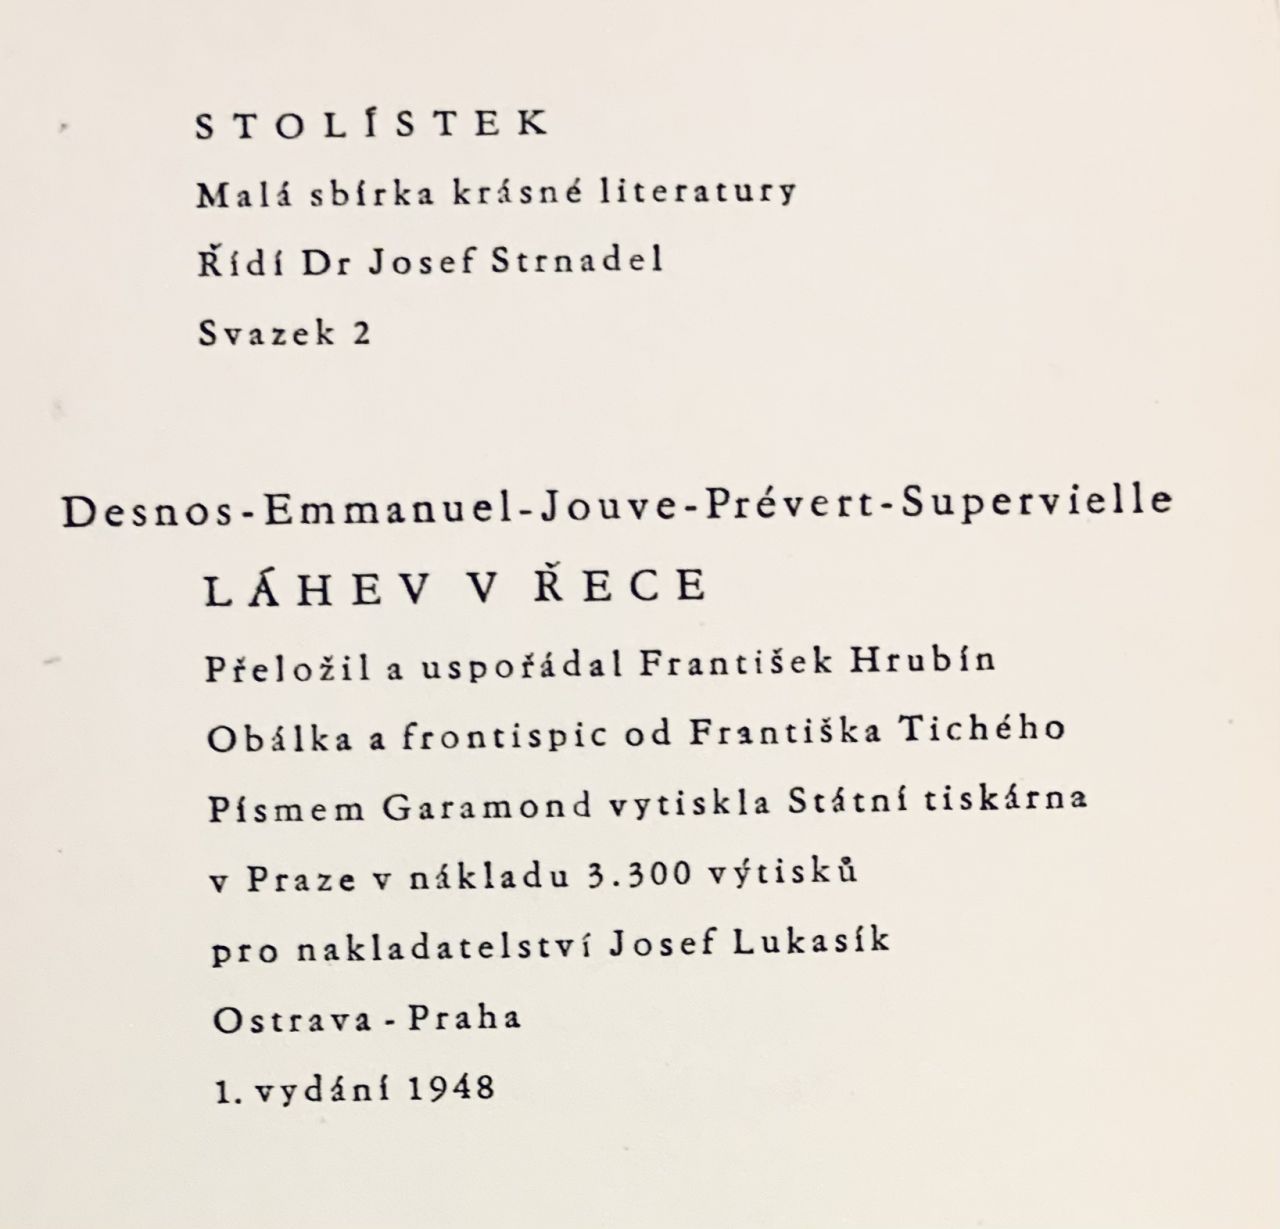 STOLÍSTEK
Malá sbírka krásné literatury
Řídí Dr Josef Strnadel
Svazek 2
Desnos-Emmanuel-Jouve-Prévert-Supervielle
LÁHEV V ŘECE
Přeložil a uspořádal František Hrubín
Obálka a frontispic od Františka Tichého
Písmem Garamond vytiskla Státní tiskárna
v Praze v nákladu 3.300 výtisků
pro nakladatelství Josef Lukasík
Ostrava - Praha
1. vydání 1948